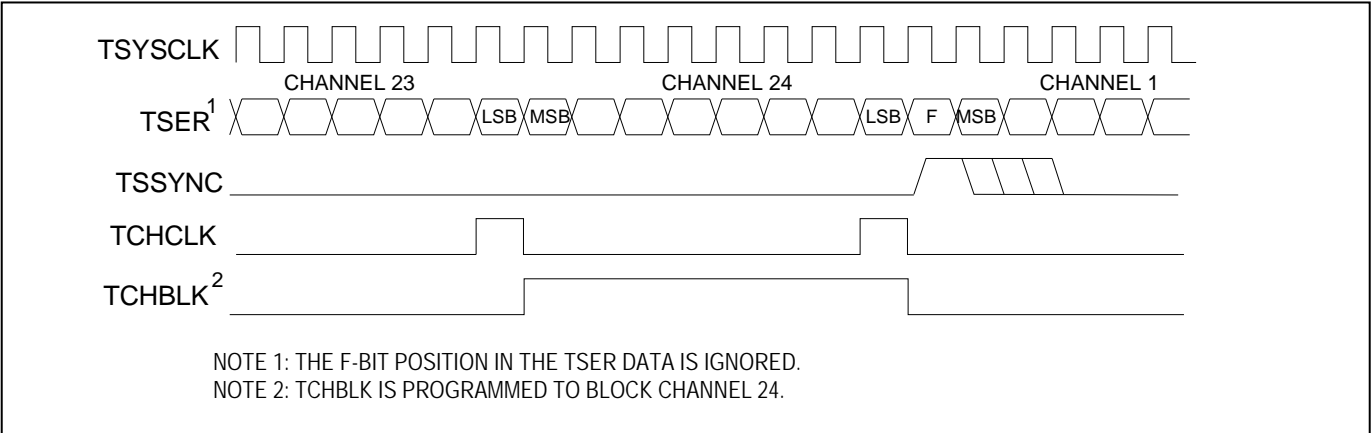 TSYSCLK
CHANNEL 23 CHANNEL 24 CHANNEL 1
TSER1 LSB MSB LSB F MSB
TSSYNC
TCHCLK
TCHBLK2
NOTE 1: THE F-BIT POSITION IN THE TSER DATA IS IGNORED.
NOTE 2: TCHBLK IS PROGRAMMED TO BLOCK CHANNEL 24.